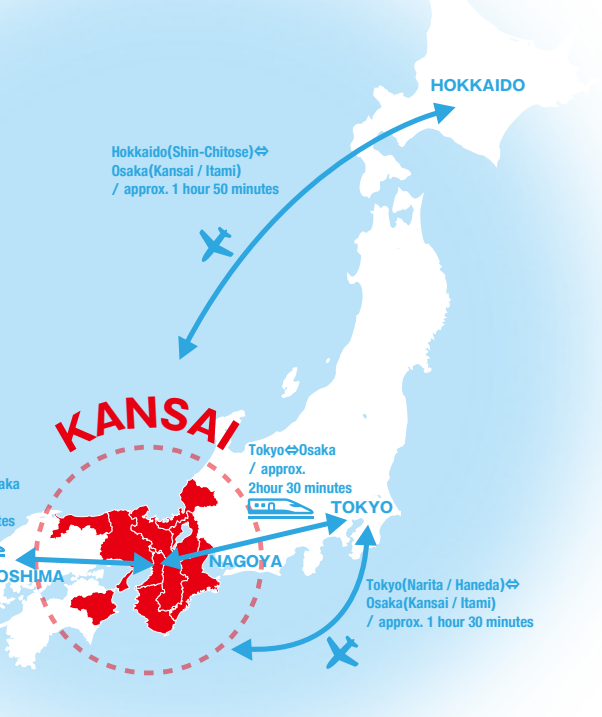 HOKKAIDO
Hokkaido(Shin-Chitose)⇔
Osaka(Kansai / Itami)
/ approx. 1 hour 50 minutes
KANSAI
Tokyo⇔Osaka
/ approx.
2hour 30 minutes
TOKYO
NAGOYA
OSHIMA
Tokyo(Narita / Haneda)⇔
Osaka(Kansai / Itami)
/ approx. 1 hour 30 minutes